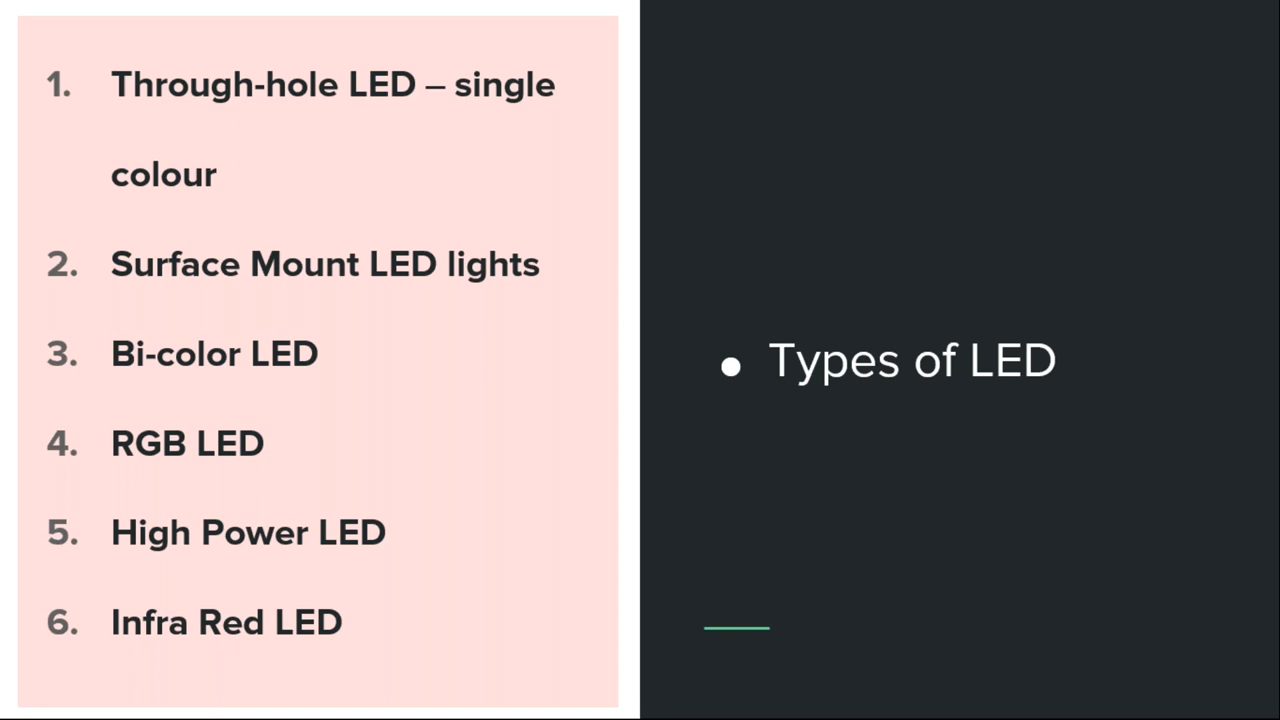 1. Through-hole LED – single
colour
2. Surface Mount LED lights
3. Bi-color LED
4. RGB LED
5. High Power LED
6. Infra Red LED
● Types of LED